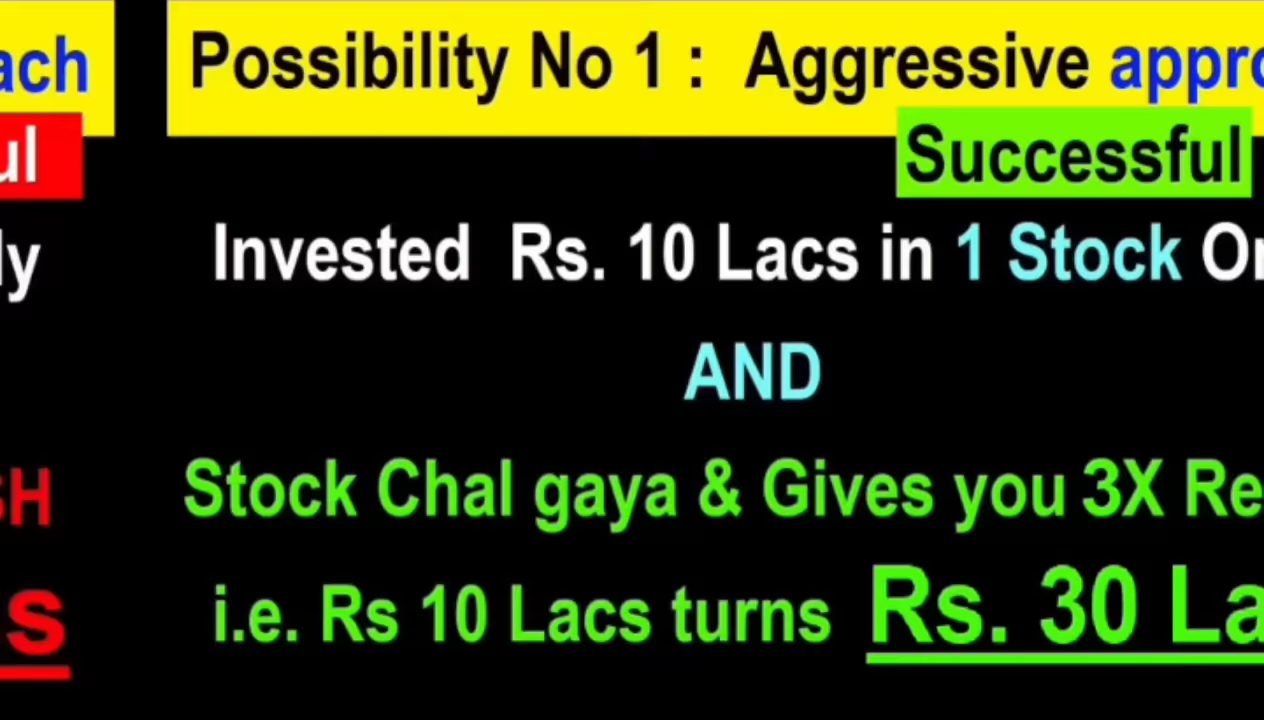 ach
ul
ly
SH
s
Possibility No 1 : Aggressive appro
Successful
Invested Rs. 10 Lacs in 1 Stock On
AND
Stock Chal gaya & Gives you 3X Re
i.e. Rs 10 Lacs turns Rs. 30 La